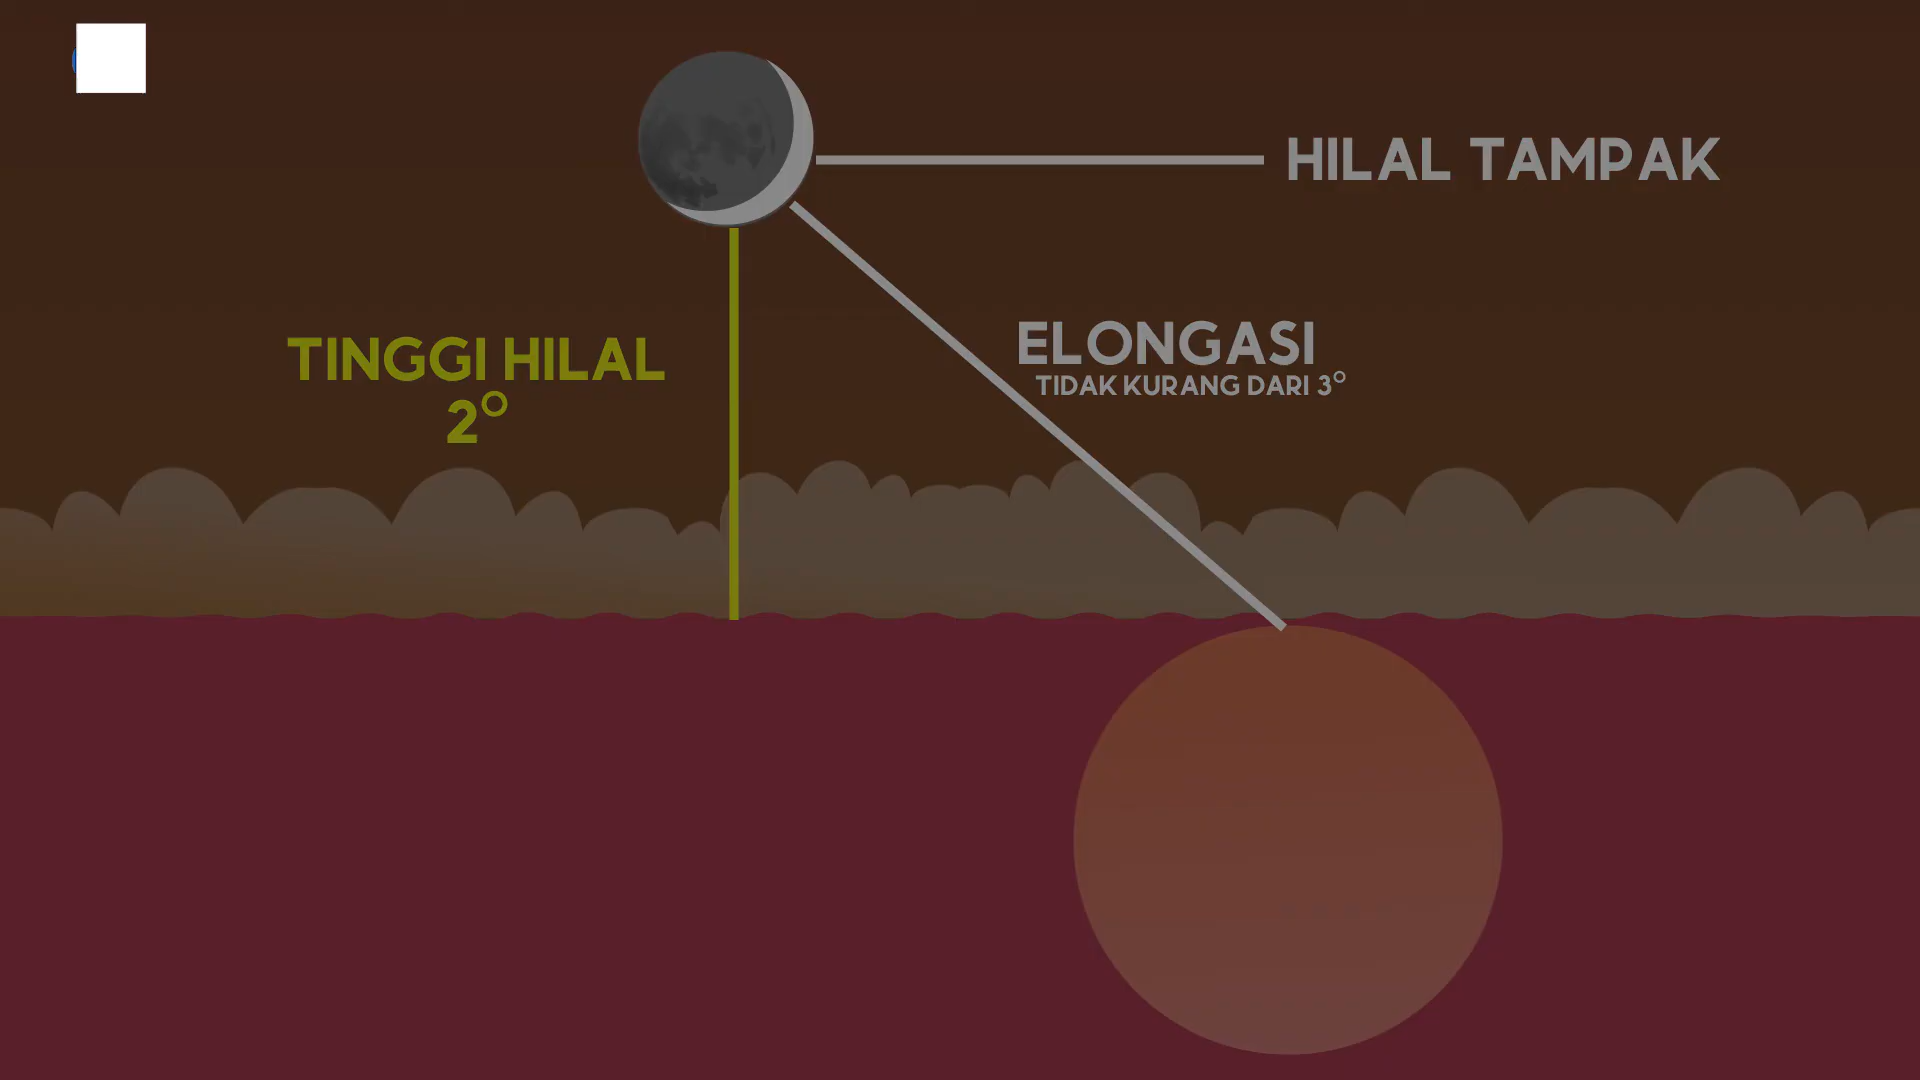 HILAL TAMPAK
TINGGI HILAL
2°
ELONGASI
TIDAK KURANG DARI 3°